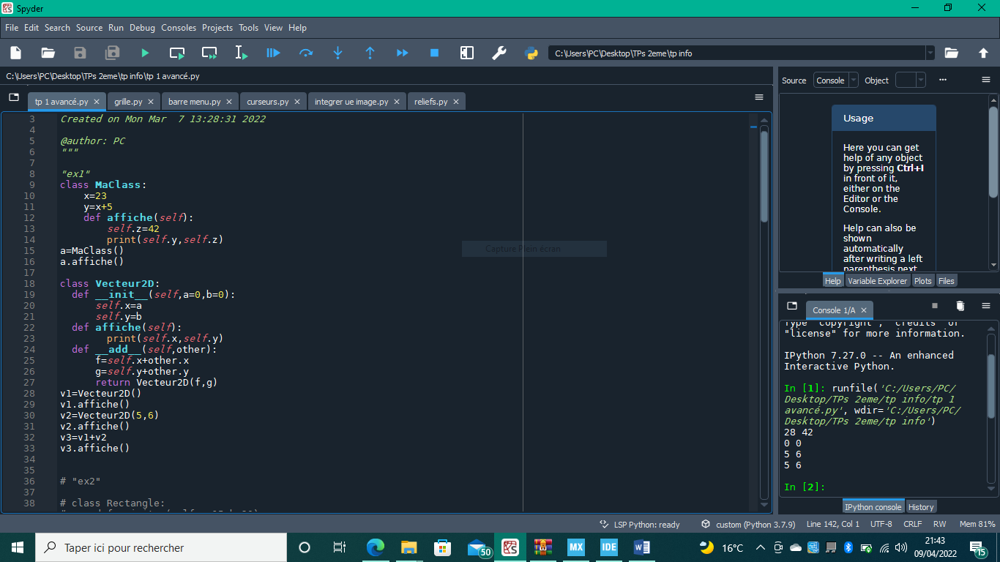 Spyder
File Edit Search Source Run Debug Consoles Projects Tools View Help
C:\Users\PC\Desktop\TPs 2eme\tp info
C:\Users\PC\Desktop\TPs 2eme\tp info\tp 1 avancé.py
tp 1 avancé.py grille.py barre menu.py curseurs.py integrer ue image.py reliefs.py
3 Created on Mon Mar  7 13:28:31 2022
4
5 @author: PC
6 """
7
8 "ex1"
9 class MaClass:
10     x=23
11     y=x+5
12     def affiche(self):
13         self.z=42
14         print(self.y,self.z)
15 a=MaClass()
16 a.affiche()
17
18 class Vecteur2D:
19   def __init__(self,a=0,b=0):
20       self.x=a
21       self.y=b
22   def affiche(self):
23         print(self.x,self.y)
24   def __add__(self,other):
25       f=self.x+other.x
26       g=self.y+other.y
27       return Vecteur2D(f,g)
28 v1=Vecteur2D()
29 v1.affiche()
30 v2=Vecteur2D(5,6)
31 v2.affiche()
32 v3=v1+v2
33 v3.affiche()
34
35
36 # "ex2"
37
38 # class Rectangle:
Capture Plein écran
Source Console Object
Usage
Here you can get
help of any object
by pressing Ctrl+I
in front of it,
either on the
Editor or the
Console.
Help can also be
shown
automatically
after writing a left
parenthesis next
Help Variable Explorer Plots Files
Console 1/A
Type "copyright", "credits" or
"license" for more information.
IPython 7.27.0 -- An enhanced
Interactive Python.
In [1]: runfile('C:/Users/PC/
Desktop/TPs 2eme/tp info/tp 1
avancé.py', wdir='C:/Users/PC/
Desktop/TPs 2eme/tp info')
28 42
0 0
5 6
5 6
In [2]:
IPython console History
LSP Python: ready custom (Python 3.7.9) Line 142, Col 1 UTF-8 CRLF RW Mem 81%
Taper ici pour rechercher
50
MX
IDE
16°C
21:43
09/04/2022
15